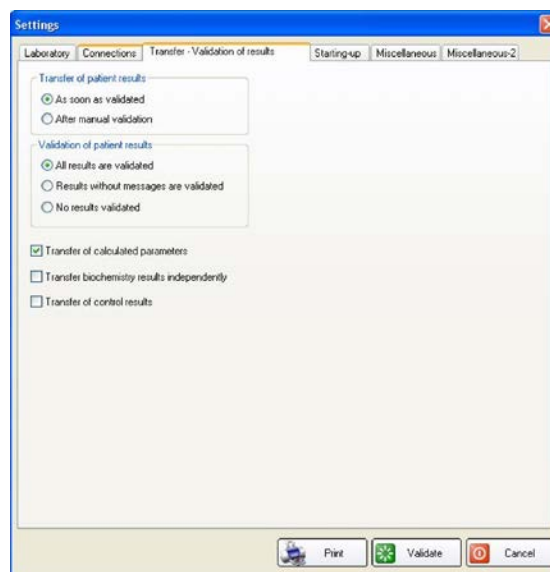 Settings
Laboratory Connections Transfer - Validation of results Starting-up Miscellaneous Miscellaneous-2
Transfer of patient results
As soon as validated
After manual validation
Validation of patient results
All results are validated
Results without messages are validated
No results validated
Transfer of calculated parameters
Transfer biochemistry results independently
Transfer of control results
Print Validate Cancel